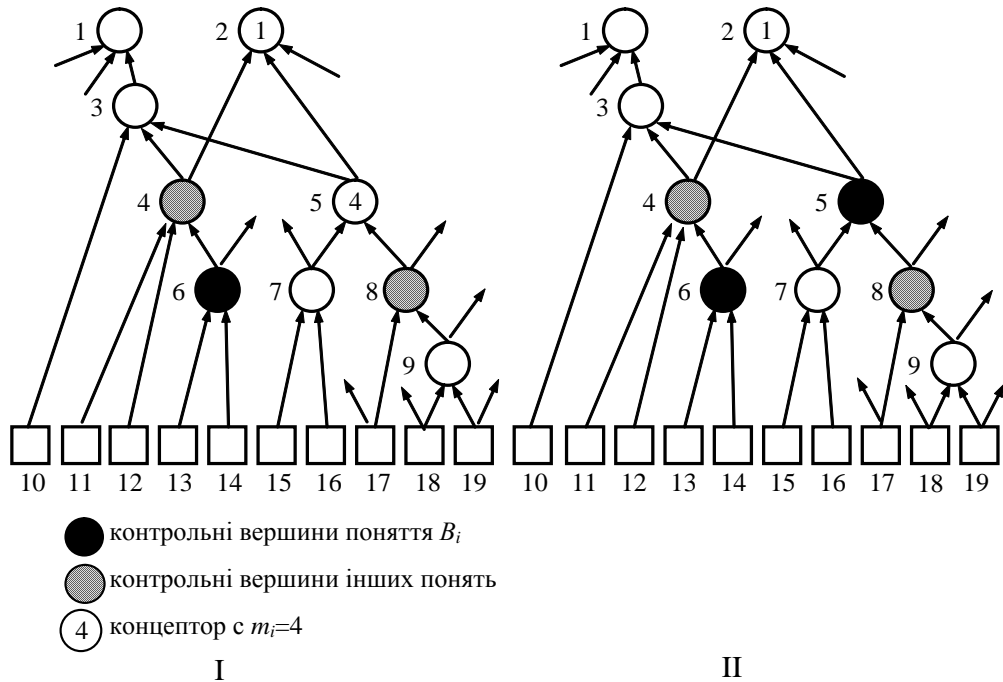 1 2 1 1 2 1
3 3
4 5 4 4 5
6 7 8 6 7 8
9 9
10 11 12 13 14 15 16 17 18 19 10 11 12 13 14 15 16 17 18 19
контрольні вершини поняття Bi
контрольні вершини інших понять
4 концептор с mi=4
I II